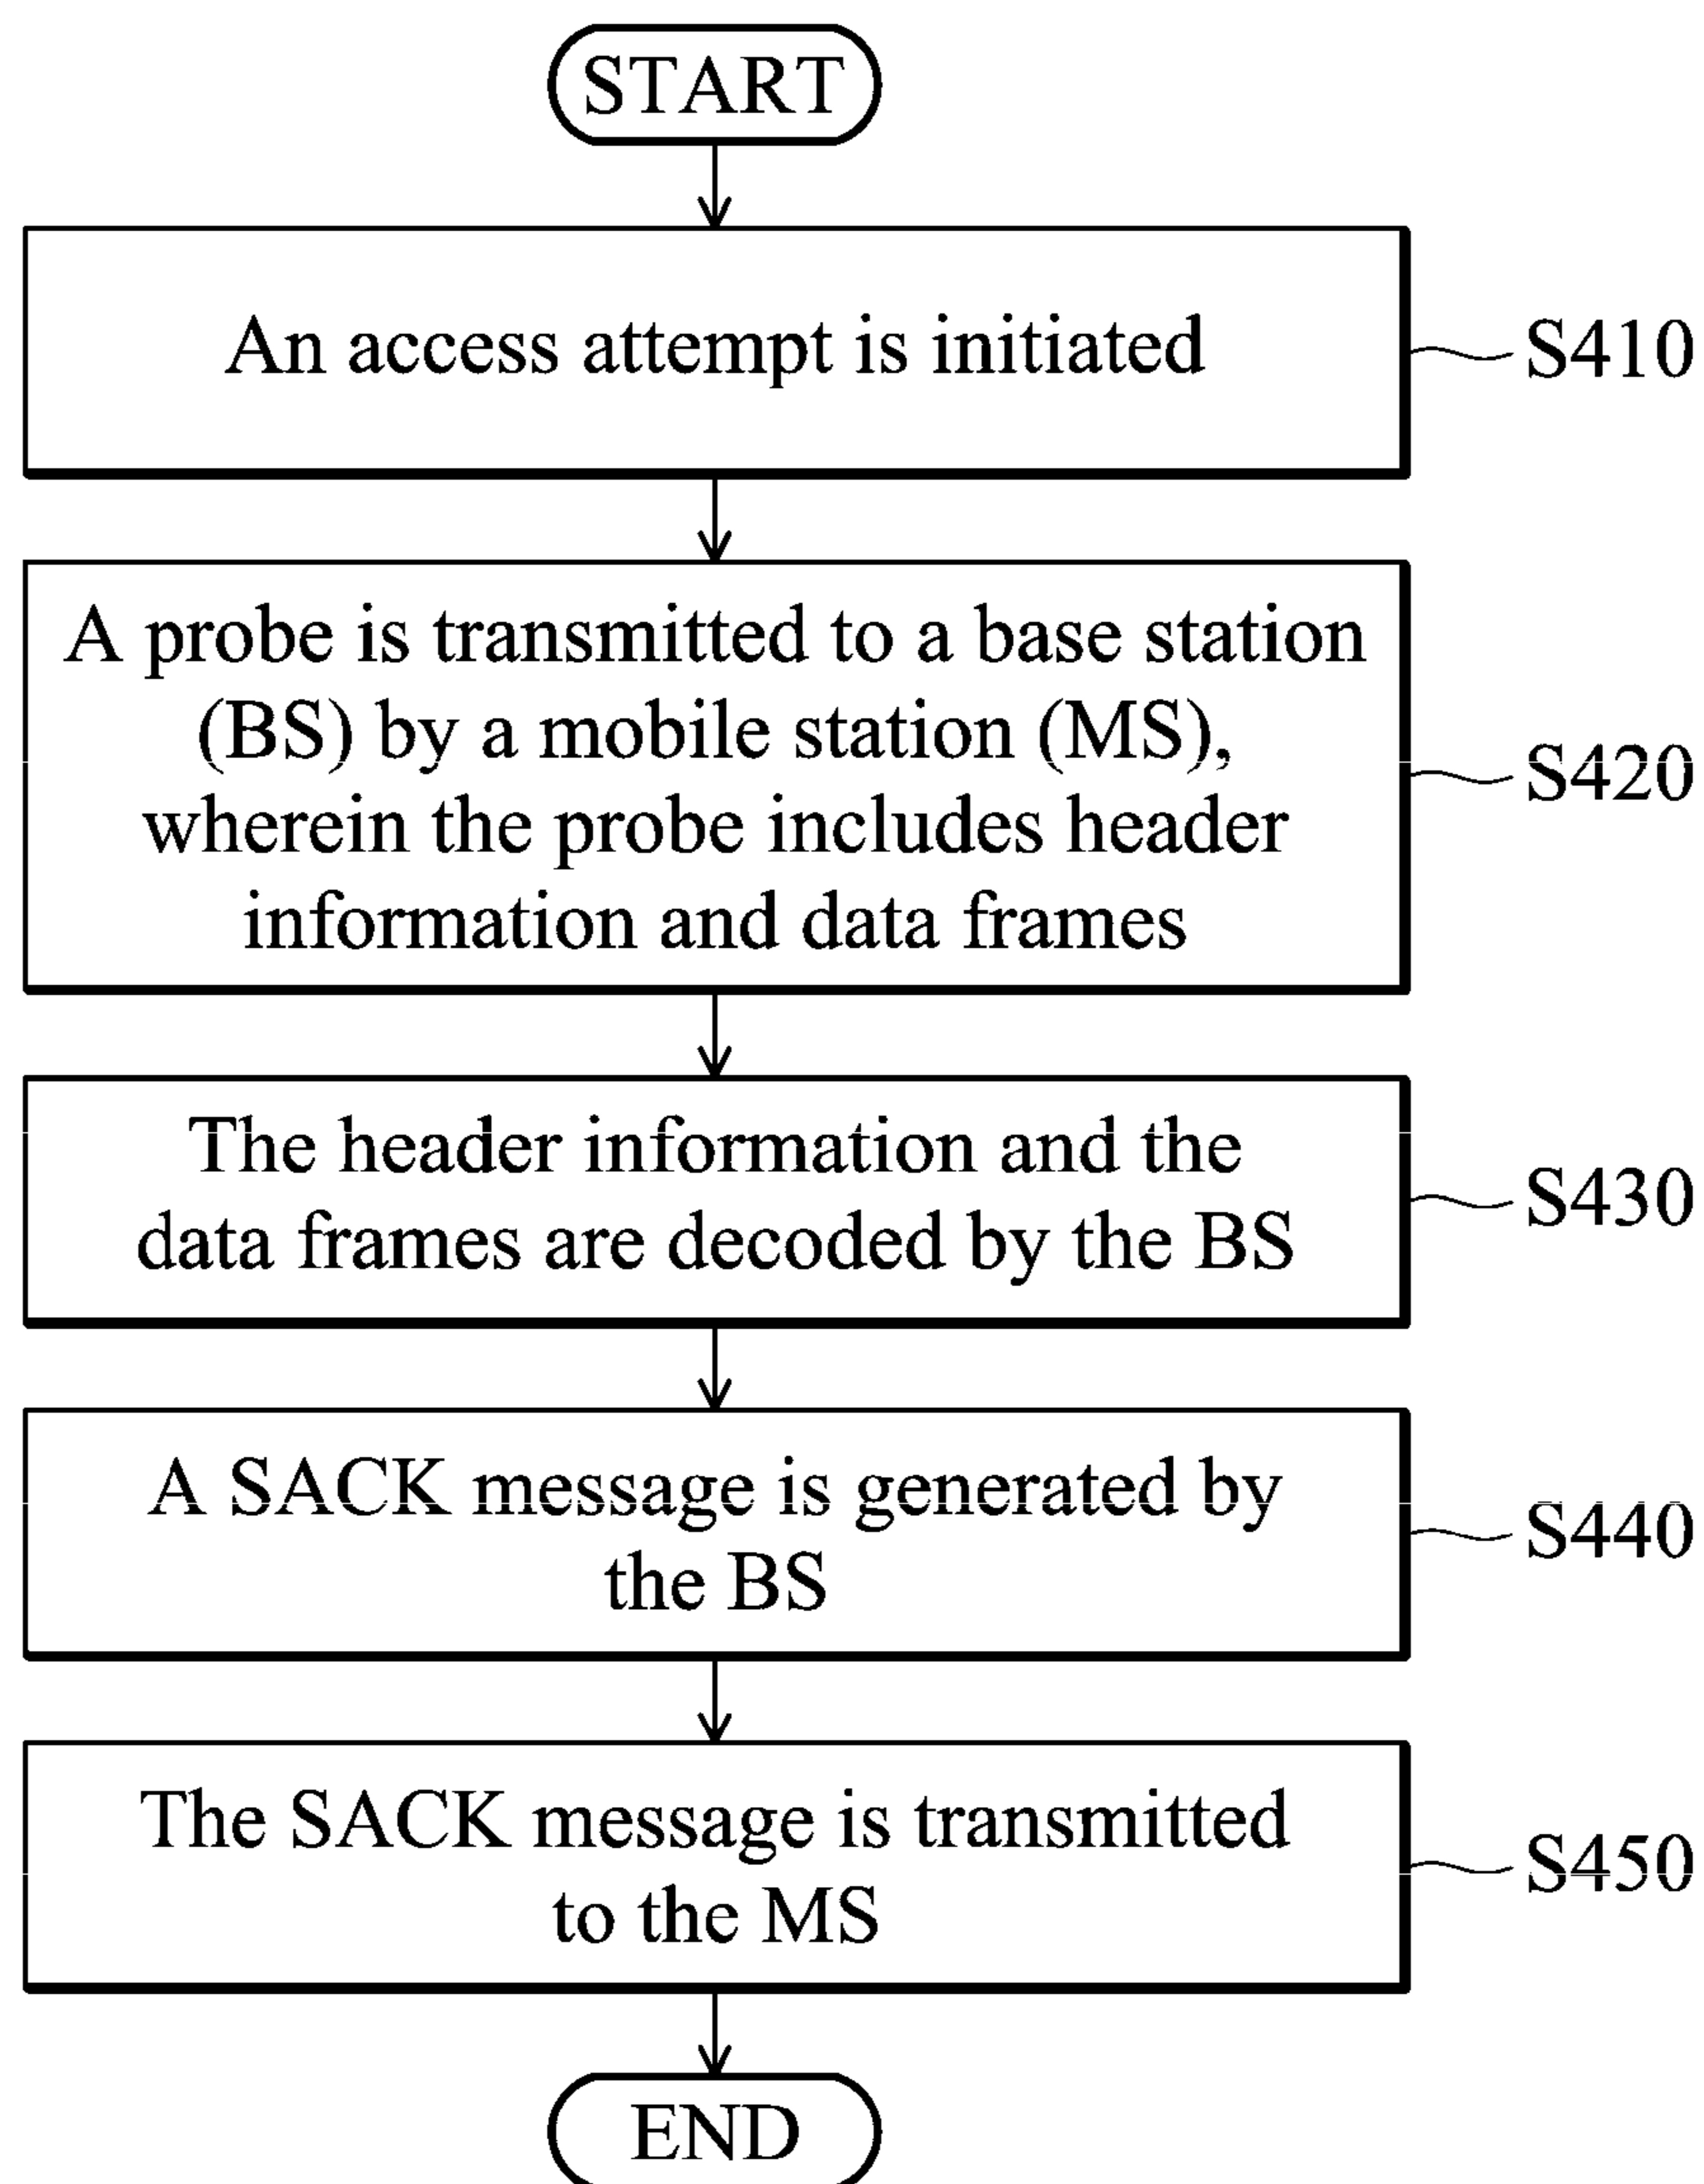 START
An access attempt is initiated
S410
A probe is transmitted to a base station
(BS) by a mobile station (MS),
wherein the probe includes header
information and data frames
S420
The header information and the
data frames are decoded by the BS
S430
A SACK message is generated by
the BS
S440
The SACK message is transmitted
to the MS
S450
END